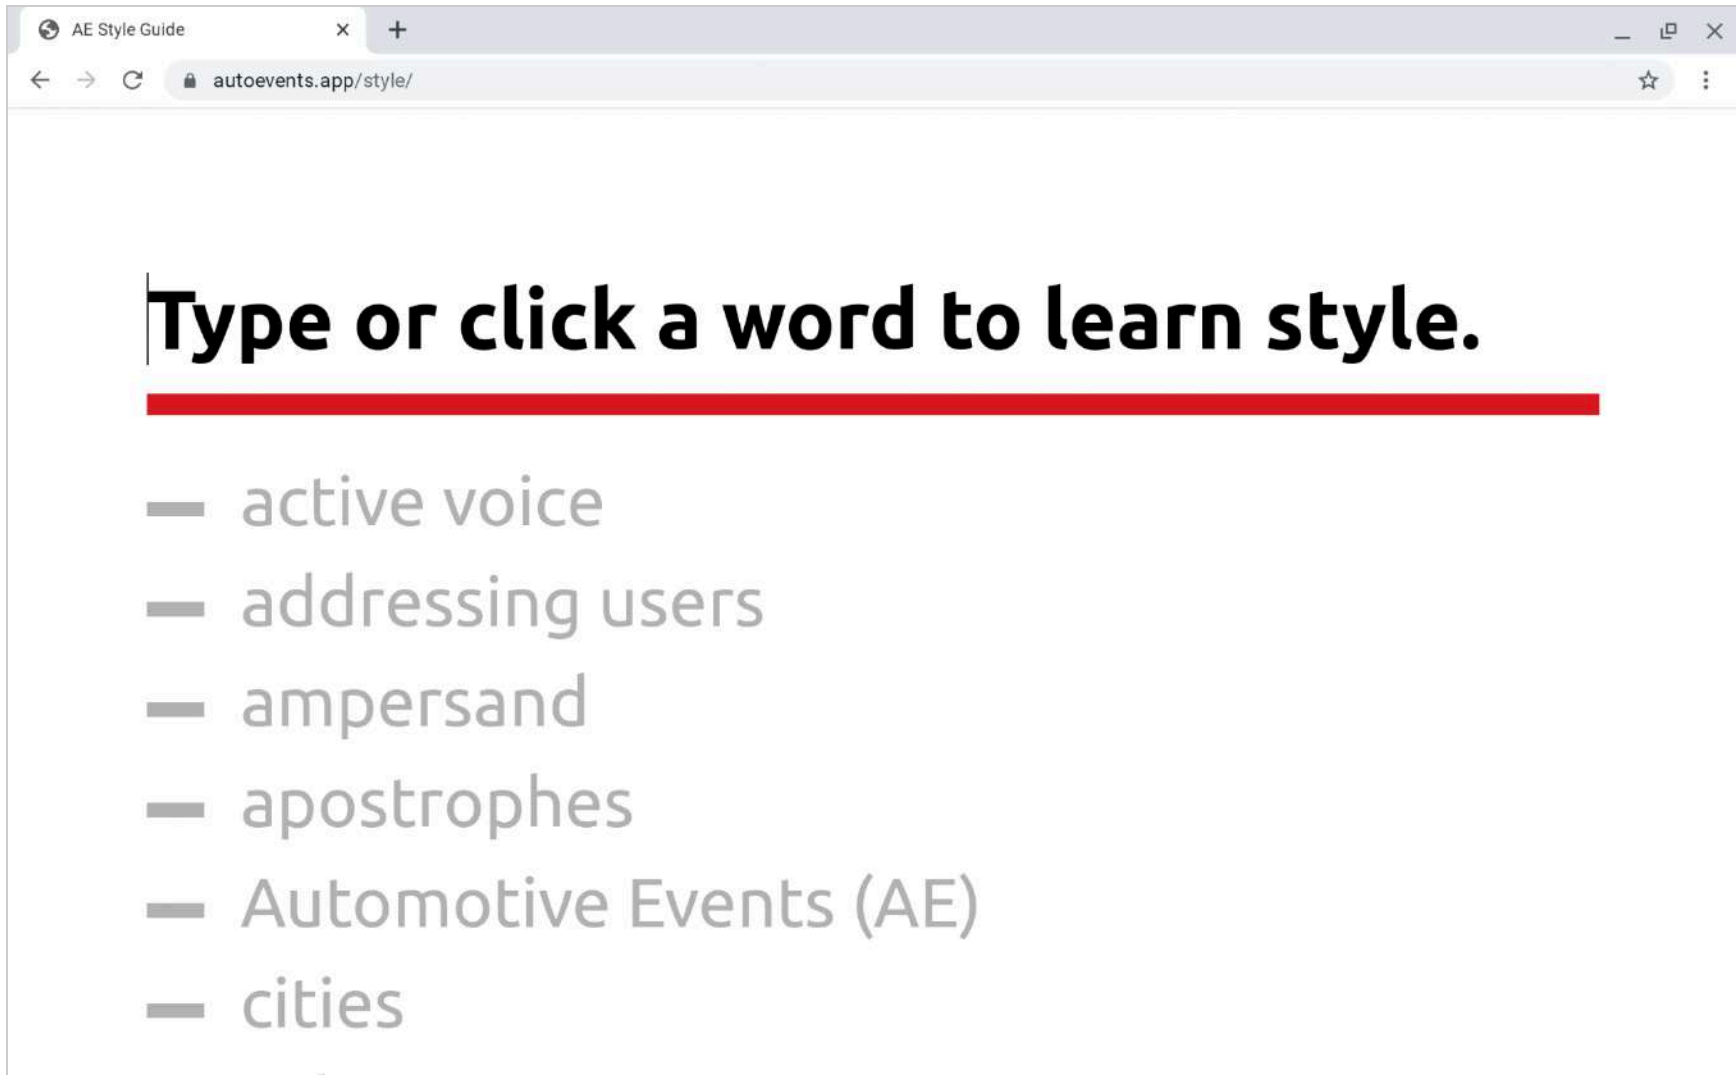 AE Style Guide
autoevents.app/style/
Type or click a word to learn style.
active voice
addressing users
ampersand
apostrophes
Automotive Events (AE)
cities